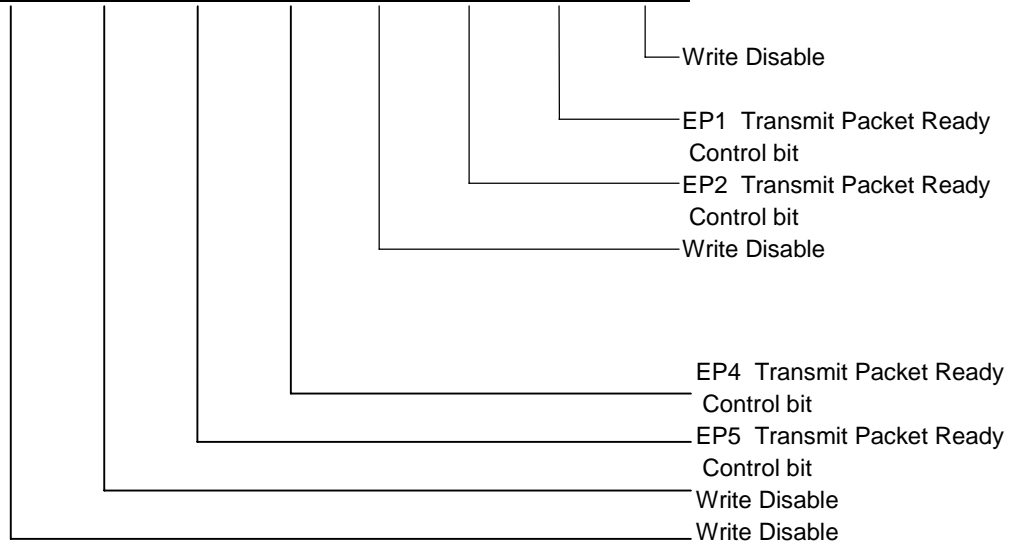 Write Disable
EP1 Transmit Packet Ready
Control bit
EP2 Transmit Packet Ready
Control bit
Write Disable
EP4 Transmit Packet Ready
Control bit
EP5 Transmit Packet Ready
Control bit
Write Disable
Write Disable